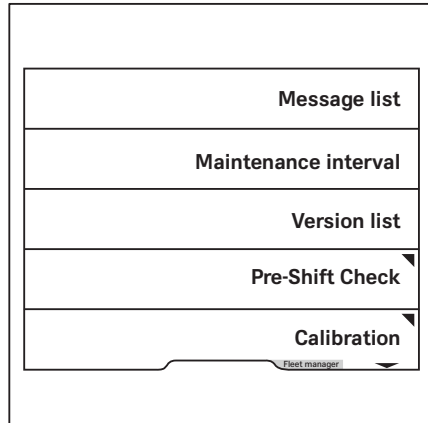 Message list
Maintenance interval
Version list
Pre-Shift Check
Calibration
Fleet manager